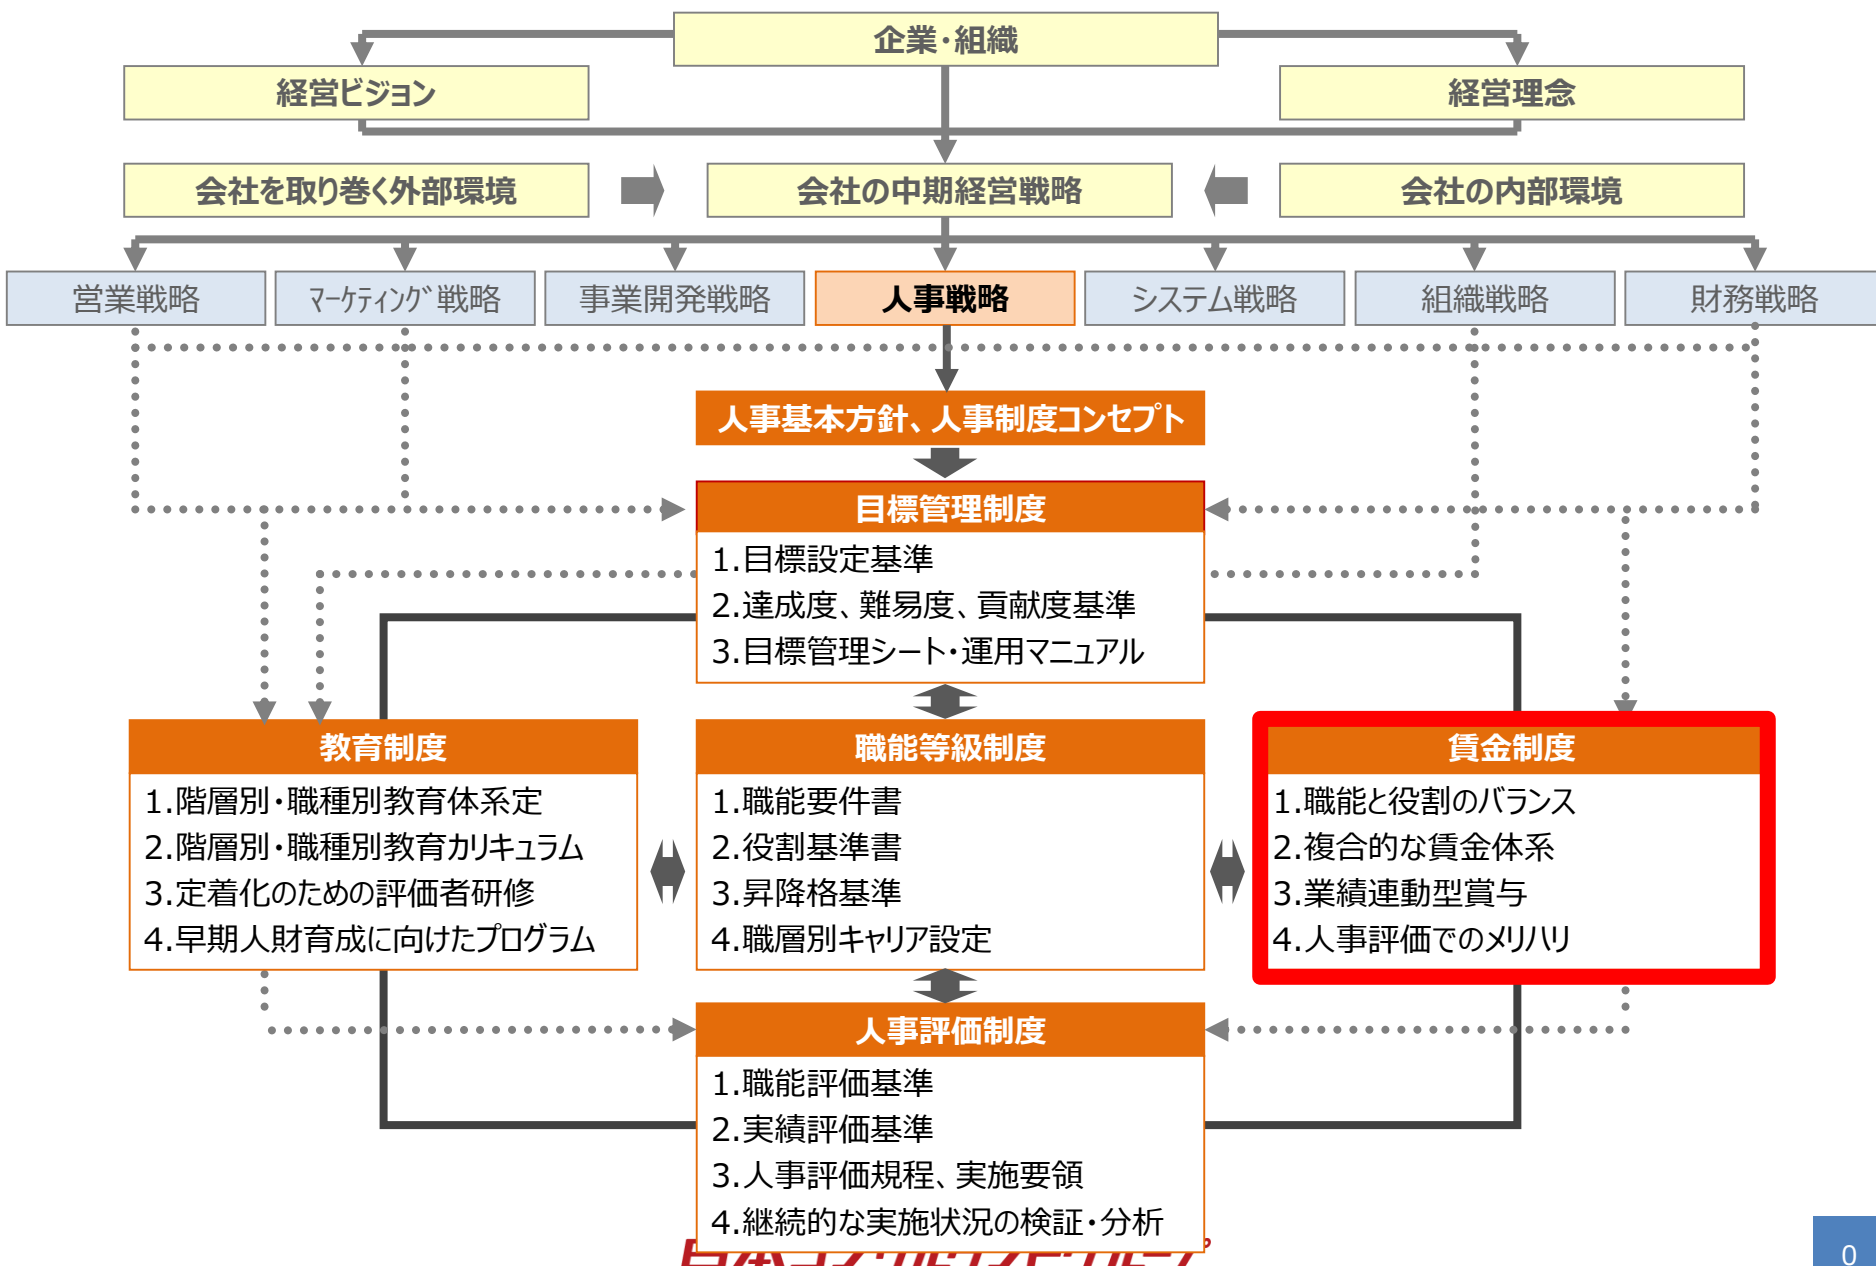 企業･組織
経営ビジョン
経営理念
会社を取り巻く外部環境
会社の中期経営戦略
会社の内部環境
営業戦略
ﾏｰｹﾃｨﾝｸﾞ戦略
事業開発戦略
人事戦略
システム戦略
組織戦略
財務戦略
人事基本方針、人事制度コンセプト
目標管理制度
1.目標設定基準
2.達成度、難易度、貢献度基準
3.目標管理シート・運用マニュアル
教育制度
1.階層別・職種別教育体系定
2.階層別・職種別教育カリキュラム
3.定着化のための評価者研修
4.早期人財育成に向けたプログラム
職能等級制度
1.職能要件書
2.役割基準書
3.昇降格基準
4.職層別キャリア設定
賃金制度
1.職能と役割のバランス
2.複合的な賃金体系
3.業績連動型賞与
4.人事評価でのメリハリ
人事評価制度
1.職能評価基準
2.実績評価基準
3.人事評価規程、実施要領
4.継続的な実施状況の検証・分析
0